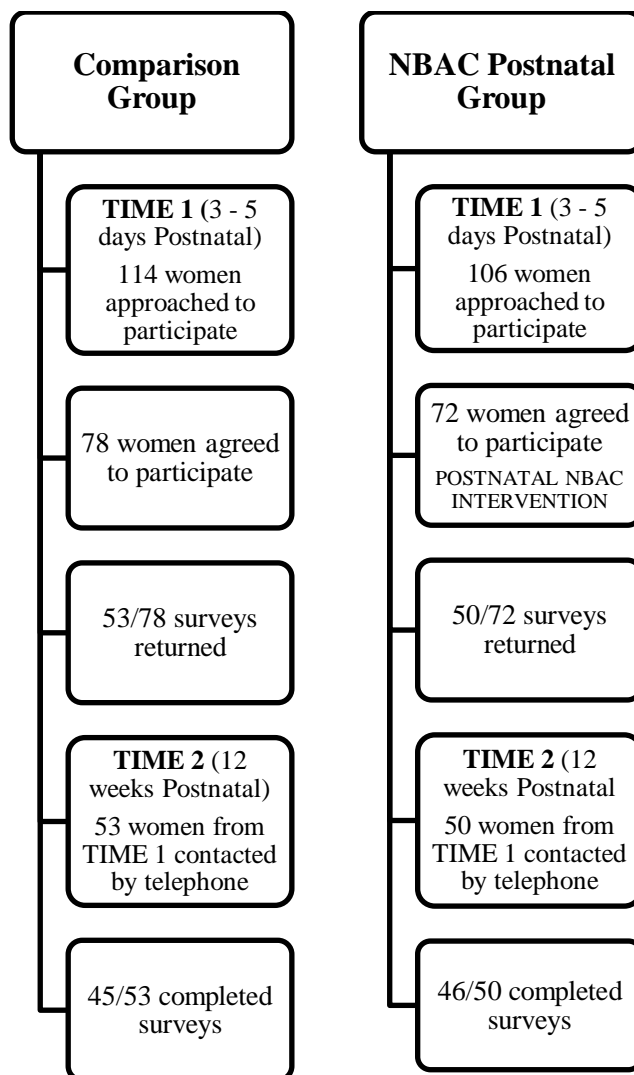 Comparison
Group
TIME 1 (3 - 5
days Postnatal)
114 women
approached to
participate
78 women agreed
to participate
53/78 surveys
returned
TIME 2 (12
weeks Postnatal)
53 women from
TIME 1 contacted
by telephone
45/53 completed
surveys
NBAC Postnatal
Group
TIME 1 (3 - 5
days Postnatal)
106 women
approached to
participate
72 women agreed
to participate
POSTNATAL NBAC
INTERVENTION
50/72 surveys
returned
TIME 2 (12
weeks Postnatal
50 women from
TIME 1 contacted
by telephone
46/50 completed
surveys